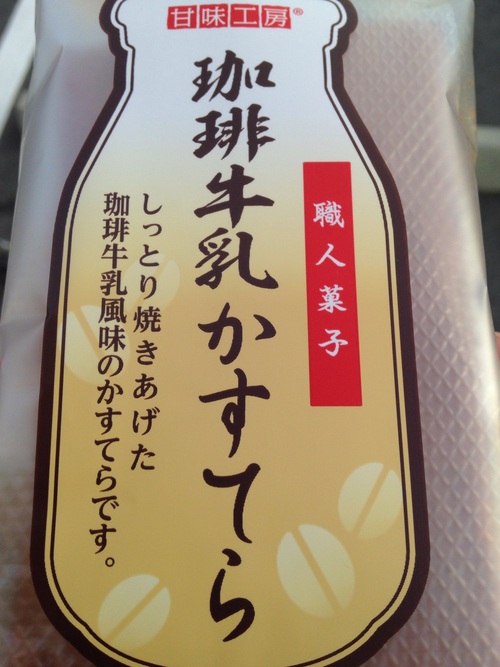 甘味工房®
職人菓子
珈琲牛乳かすてら
しっとり焼きあげた
珈琲牛乳風味のかすてらです。